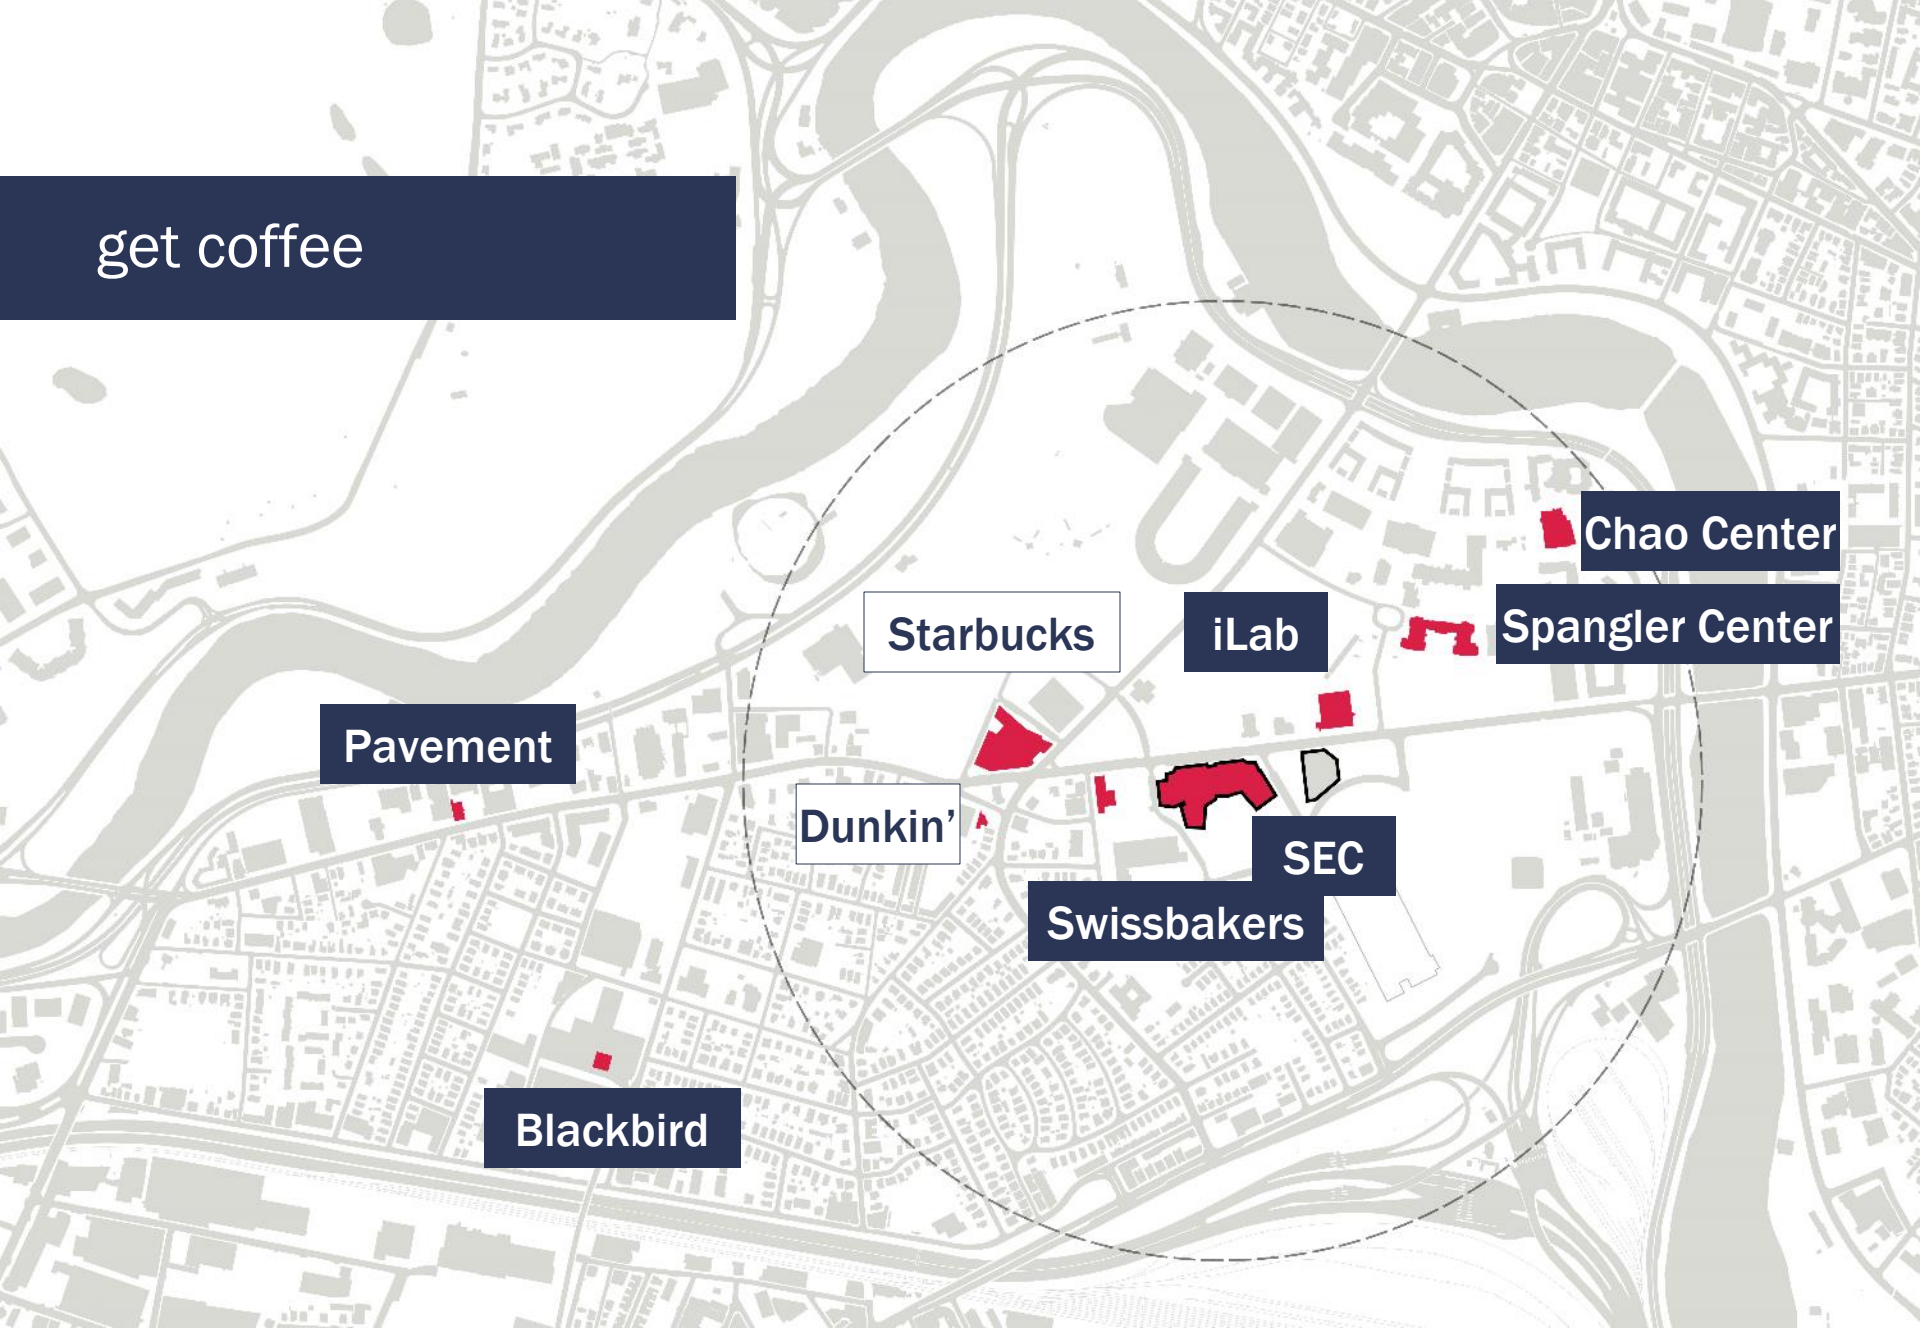 get coffee
Chao Center
Spangler Center
Starbucks
iLab
Pavement
Dunkin’
SEC
Swissbakers
Blackbird